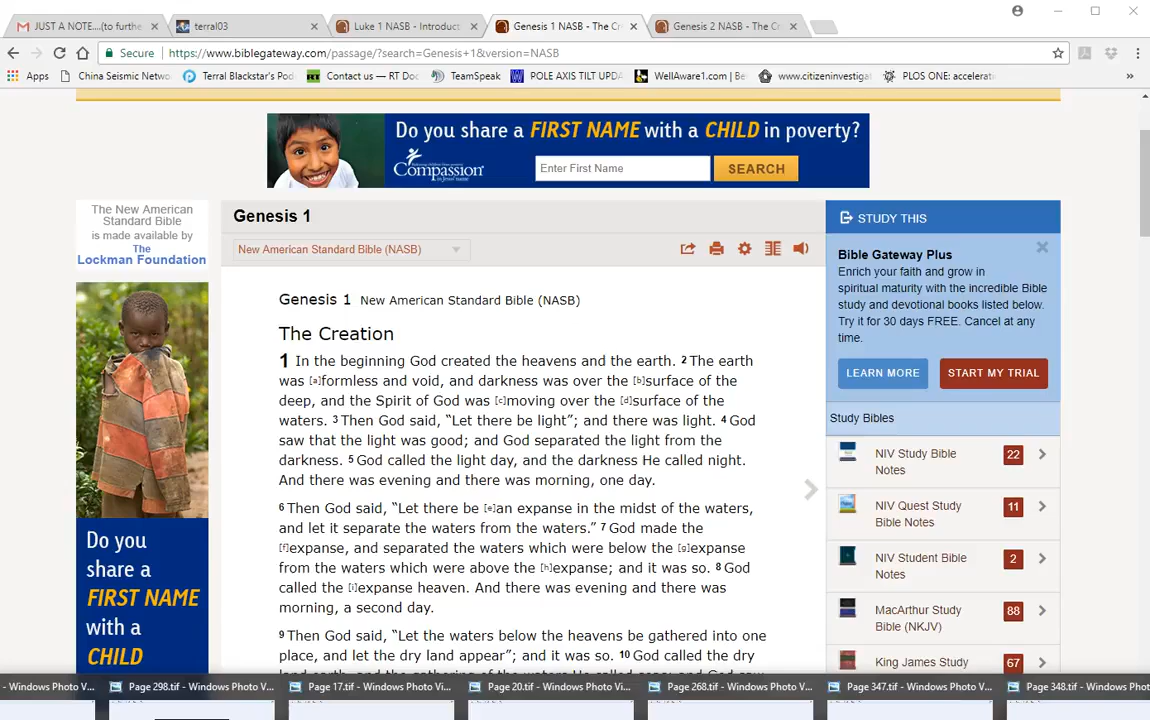 JUST A NOTE....(to furthe
terral03
Luke 1 NASB - Introduct
Genesis 1 NASB - The Cr
Genesis 2 NASB - The Cr
Secure
https://www.biblegateway.com/passage/?search=Genesis+1&version=NASB
Apps
China Seismic Netwo
Terral Blackstar's Pod
Contact us — RT Doc
TeamSpeak
POLE AXIS TILT UPDA
WellAware1.com | Be
www.citizeninvestiga
PLOS ONE: accelerati
»
Do you share a FIRST NAME with a CHILD in poverty?
Compassion
Enter First Name
SEARCH
The New American
Standard Bible
is made available by
The
Lockman Foundation
Do you
share a
FIRST NAME
with a
CHILD
Genesis 1
New American Standard Bible (NASB)
Genesis 1 New American Standard Bible (NASB)
The Creation
1 In the beginning God created the heavens and the earth. 2 The earth
was [a]formless and void, and darkness was over the [b]surface of the
deep, and the Spirit of God was [c]moving over the [d]surface of the
waters. 3 Then God said, “Let there be light”; and there was light. 4 God
saw that the light was good; and God separated the light from the
darkness. 5 God called the light day, and the darkness He called night.
And there was evening and there was morning, one day.
6 Then God said, “Let there be [e]an expanse in the midst of the waters,
and let it separate the waters from the waters.” 7 God made the
[f]expanse, and separated the waters which were below the [g]expanse
from the waters which were above the [h]expanse; and it was so. 8 God
called the [i]expanse heaven. And there was evening and there was
morning, a second day.
9 Then God said, “Let the waters below the heavens be gathered into one
place, and let the dry land appear”; and it was so. 10 God called the dry
STUDY THIS
Bible Gateway Plus
Enrich your faith and grow in
spiritual maturity with the incredible Bible
study and devotional books listed below.
Try it for 30 days FREE. Cancel at any
time.
LEARN MORE
START MY TRIAL
Study Bibles
NIV Study Bible
Notes
22
NIV Quest Study
Bible Notes
11
NIV Student Bible
Notes
2
MacArthur Study
Bible (NKJV)
88
King James Study
67
- Windows Photo V...
Page 298.tif - Windows Photo V...
Page 17.tif - Windows Photo Vi...
Page 20.tif - Windows Photo Vi...
Page 268.tif - Windows Photo V...
Page 347.tif - Windows Photo V...
Page 348.tif - Windows Phot